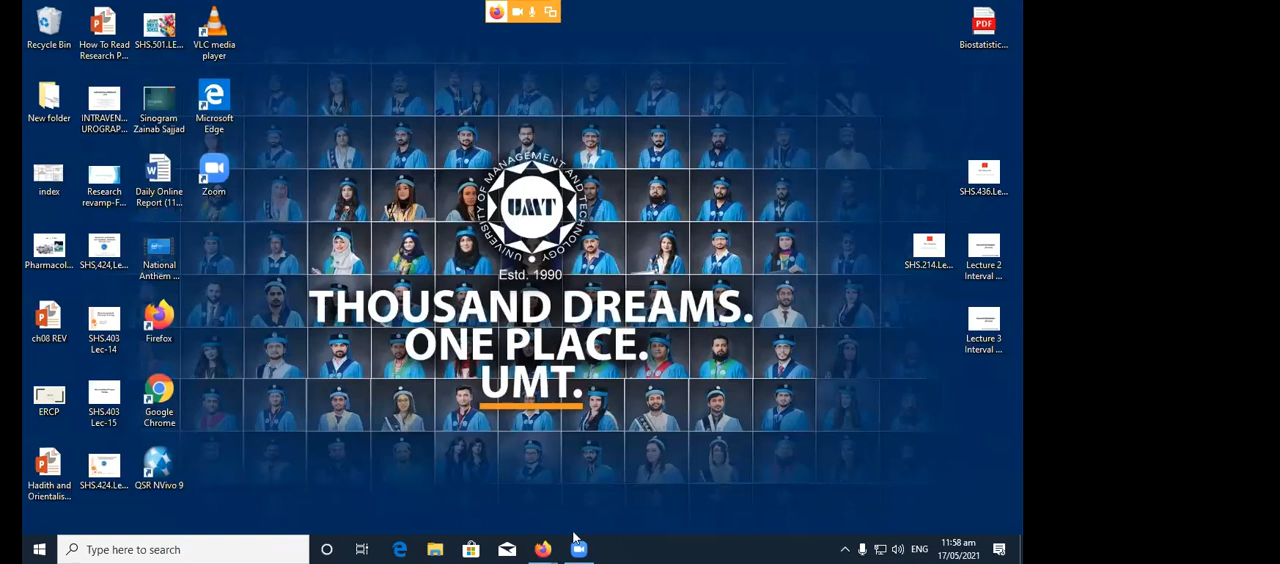 Recycle Bin
How To Read
Research P...
SHS.501.LE...
VLC media
player
Biostatistic...
New folder
INTRAVEN...
UROGRAP...
Sinogram
Zainab Sajjad
Microsoft
Edge
index
Research
revamp-F...
Daily Online
Report (11...
Zoom
SHS.436.Le...
Pharmacol...
SHS,424,Le...
National
Anthem ...
SHS.214.Le...
Lecture 2
Interval ...
ch08 REV
SHS.403
Lec-14
Firefox
Lecture 3
Interval ...
ERCP
SHS.403
Lec-15
Google
Chrome
Hadith and
Orientalis...
SHS.424.Le...
QSR NVivo 9
UNIVERSITY OF MANAGEMENT AND TECHNOLOGY
UMT
Estd. 1990
THOUSAND DREAMS.
ONE PLACE.
UMT.
PDF
Type here to search
ENG
11:58 am
17/05/2021